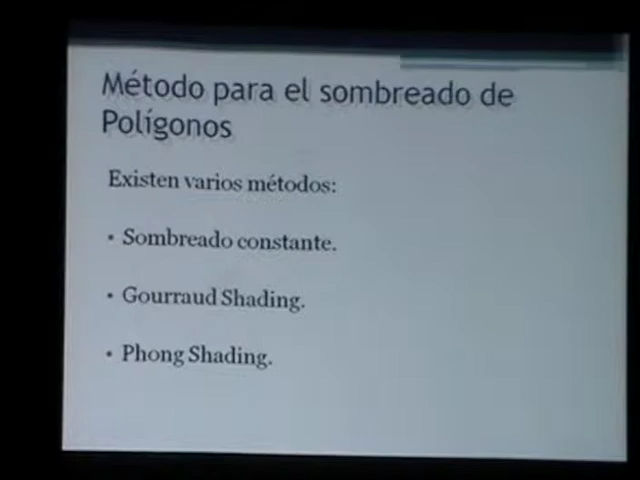 Método para el sombreado de
Polígonos
Existen varios métodos:
• Sombreado constante.
• Gourraud Shading.
• Phong Shading.